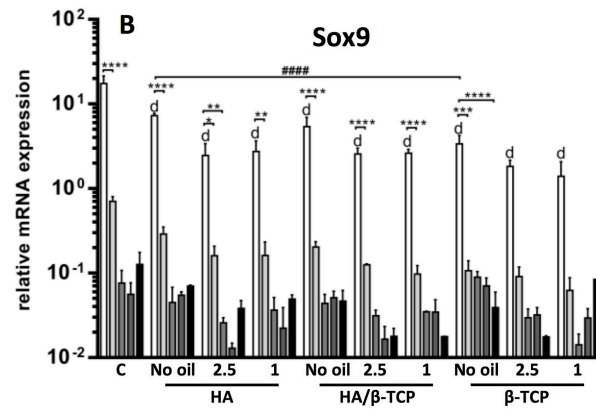 B
Sox9
relative mRNA expression
10²
10¹
10⁰
10⁻¹
10⁻²
####
**** **** ** * ** **** **** **** *** ****
d d d d d d d d d
C No oil 2.5 1 No oil 2.5 1 No oil 2.5 1
HA HA/β-TCP β-TCP